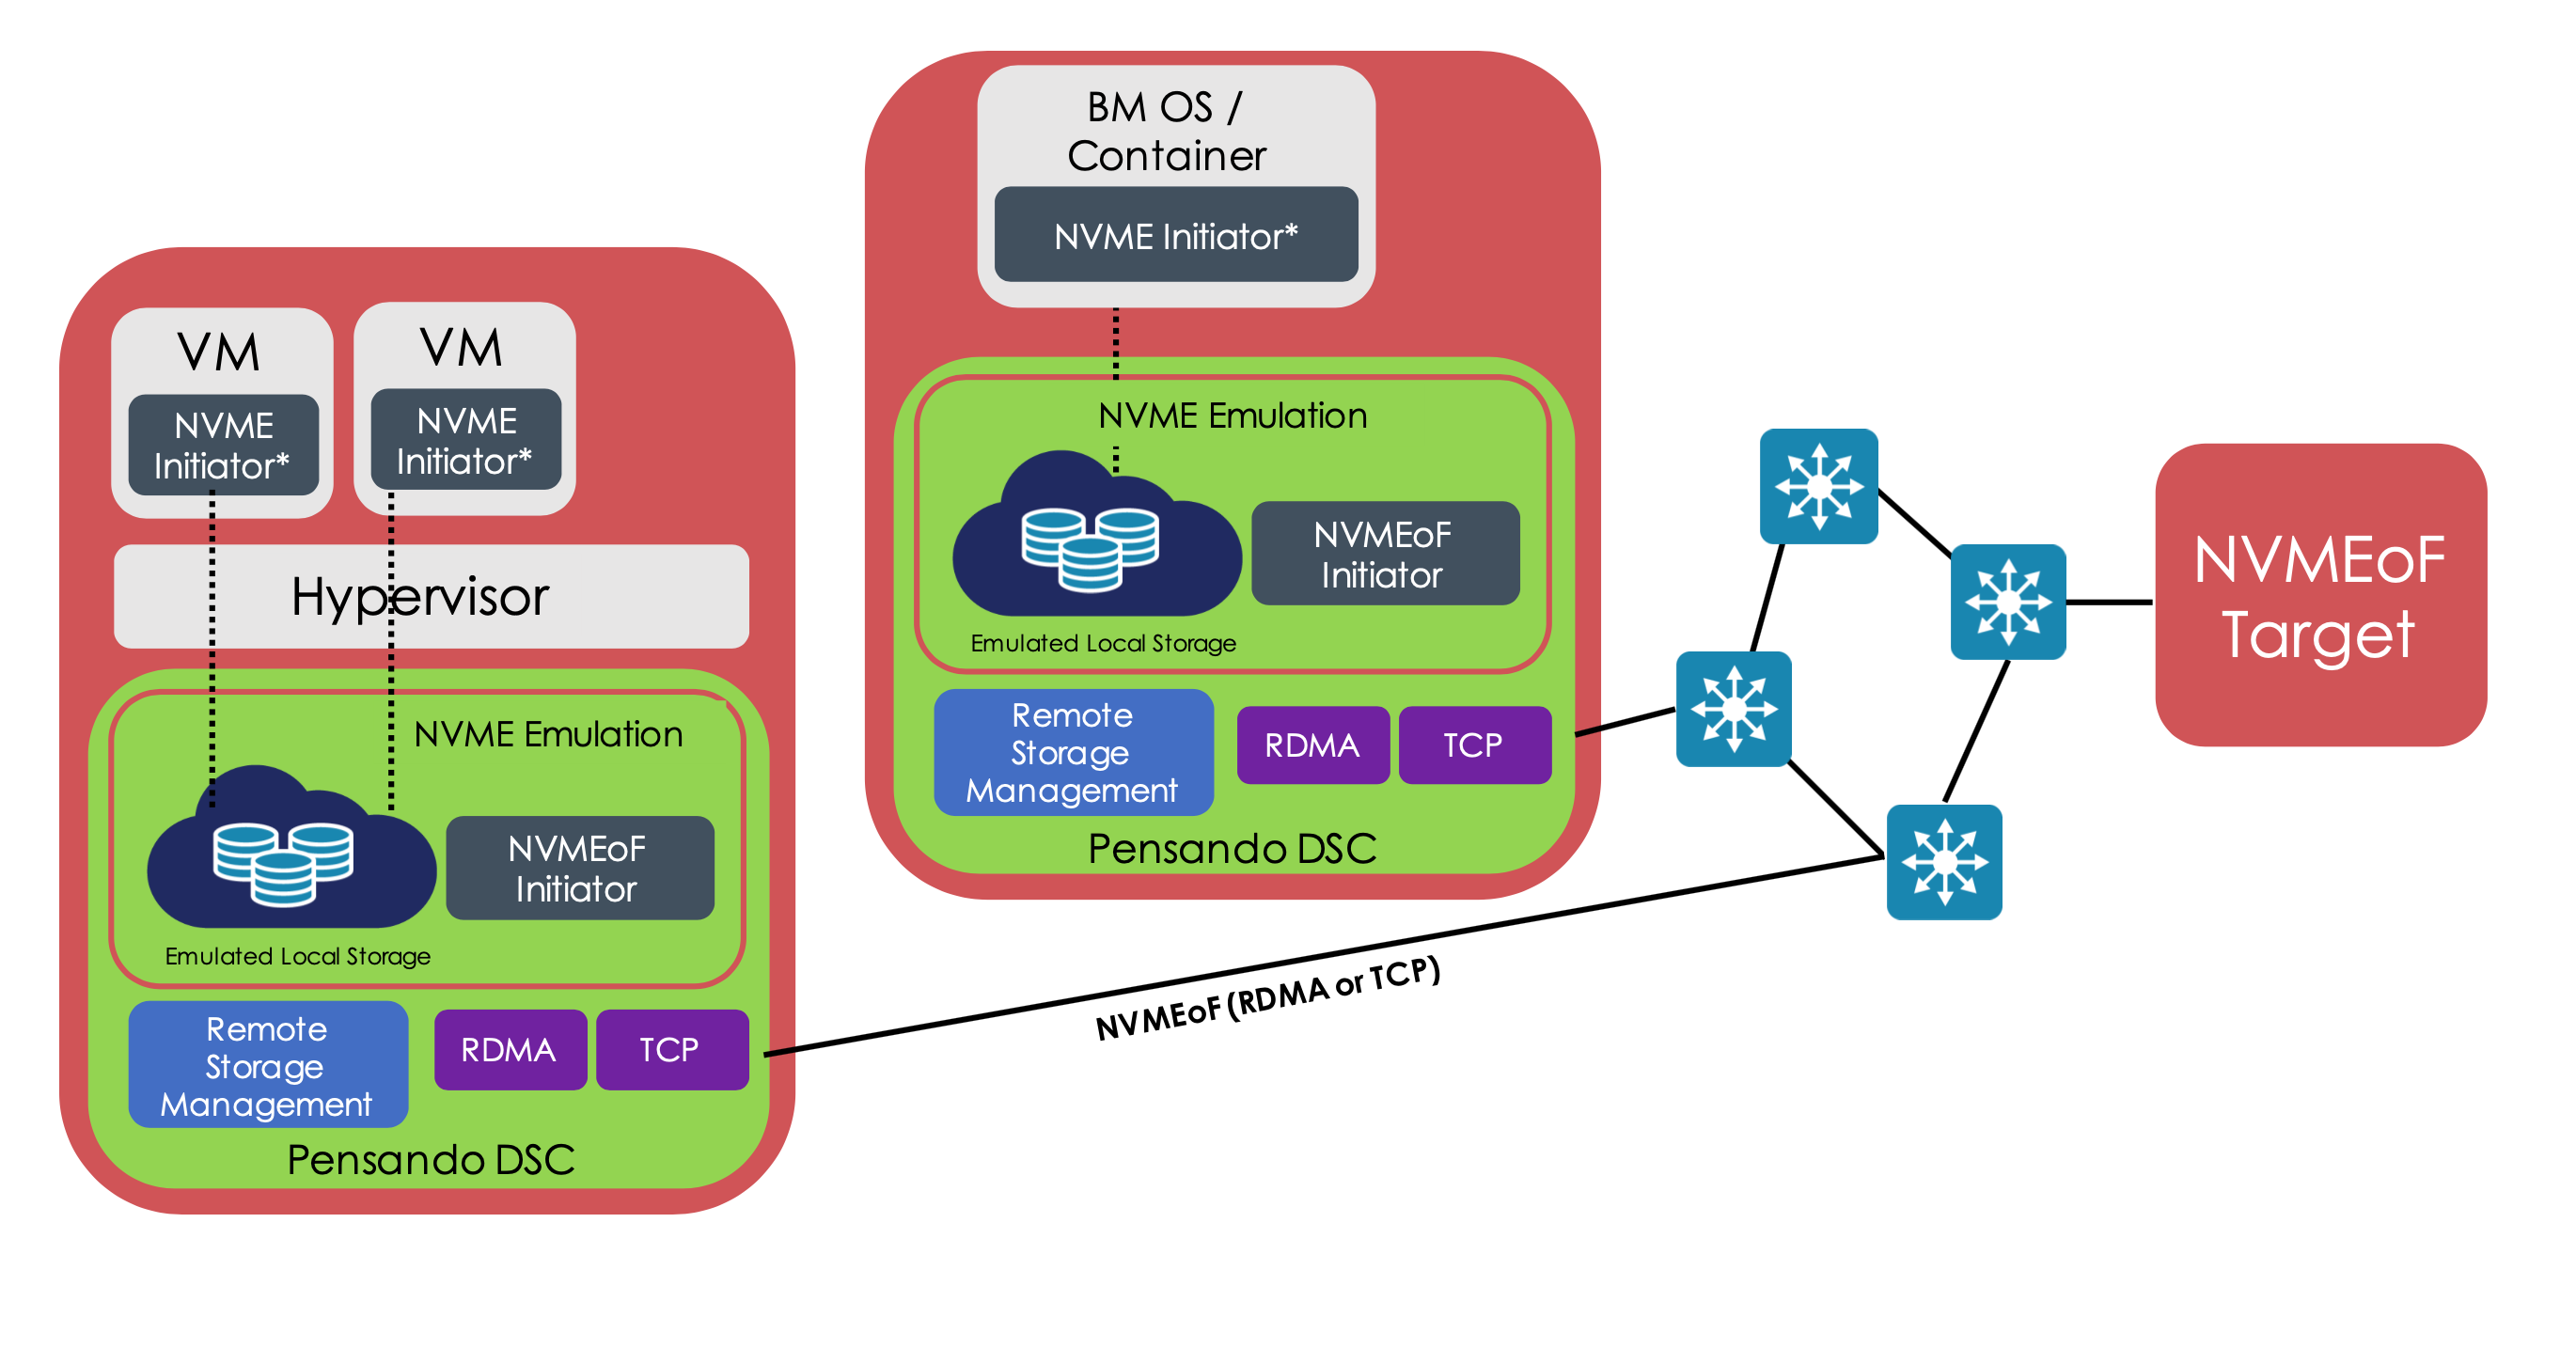 VM
NVME
Initiator*
VM
NVME
Initiator*
Hypervisor
NVME Emulation
NVMEoF
Initiator
Emulated Local Storage
Remote
Storage
Management
RDMA
TCP
Pensando DSC
BM OS /
Container
NVME Initiator*
NVME Emulation
NVMEoF
Initiator
Emulated Local Storage
Remote
Storage
Management
RDMA
TCP
Pensando DSC
NVMEoF (RDMA or TCP)
NVMEoF
Target